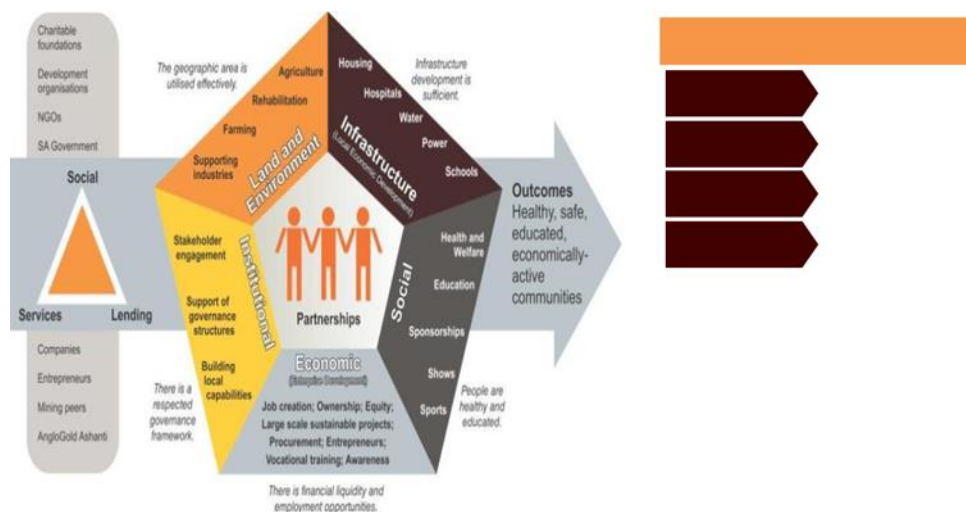 Charitable
foundations
Development
organisations
NGOs
SA Government
Social
Services
Lending
Companies
Entrepreneurs
Mining peers
AngloGold Ashanti
The geographic area is
utilised effectively.
Agriculture
Rehabilitation
Farming
Supporting
industries
Land and
Environment
Housing
Hospitals
Water
Power
Schools
Infrastructure
(Local Economic Development)
Infrastructure
development is
sufficient.
Stakeholder
engagement
Support of
governance
structures
Building
local
capabilities
Institutional
There is a
respected
governance
framework.
Partnerships
Social
Health and
Welfare
Education
Sponsorships
Shows
Sports
People are
healthy and
educated.
Economic
(Enterprise Development)
Job creation; Ownership; Equity;
Large scale sustainable projects;
Procurement; Entrepreneurs;
Vocational training; Awareness
There is financial liquidity and
employment opportunities.
Outcomes
Healthy, safe,
educated,
economically-
active
communities